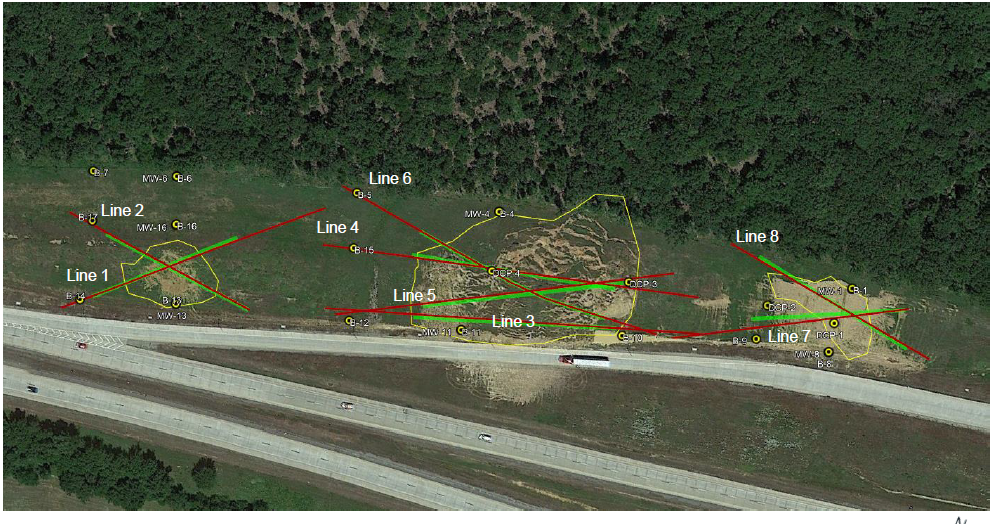 B-7
MW-6 B-6
Line 6
B-5
B-17 Line 2
MW-4 B-4
MW-16 B-16
Line 4
Line 8
B-15
Line 1
DCP-4
DCP-3
MW-1 B-1
Line 5
B-13
MW-13
DCP-2
B-12
Line 3
MW-11 B-11
DCP-1
B-9 Line 7
MW-8
B-8